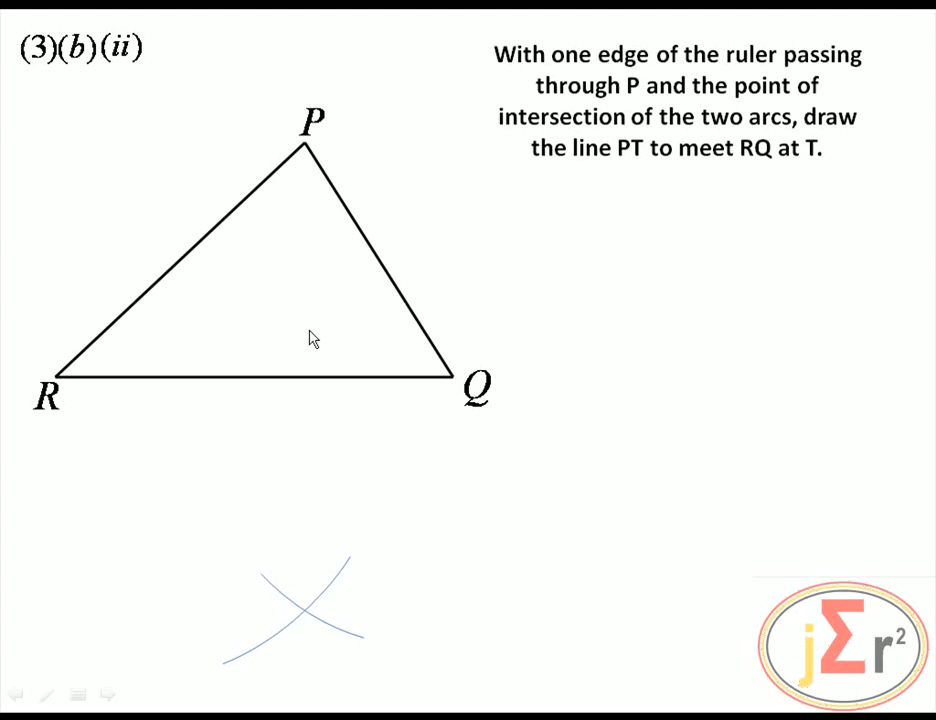 (3)(b)(ii)
With one edge of the ruler passing
through P and the point of
intersection of the two arcs, draw
the line PT to meet RQ at T.
P
R
Q
jΣr²